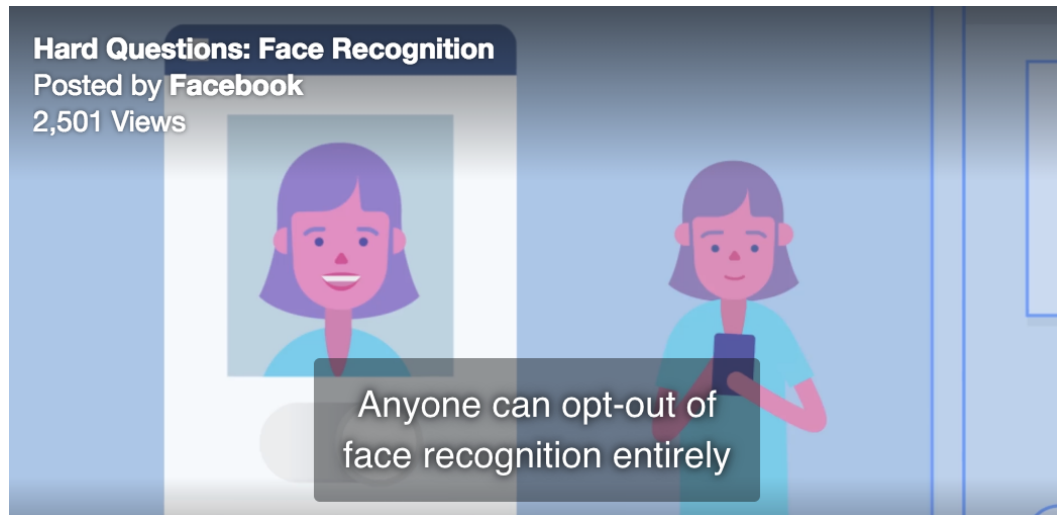 Hard Questions: Face Recognition
Posted by Facebook
2,501 Views
Anyone can opt-out of
face recognition entirely